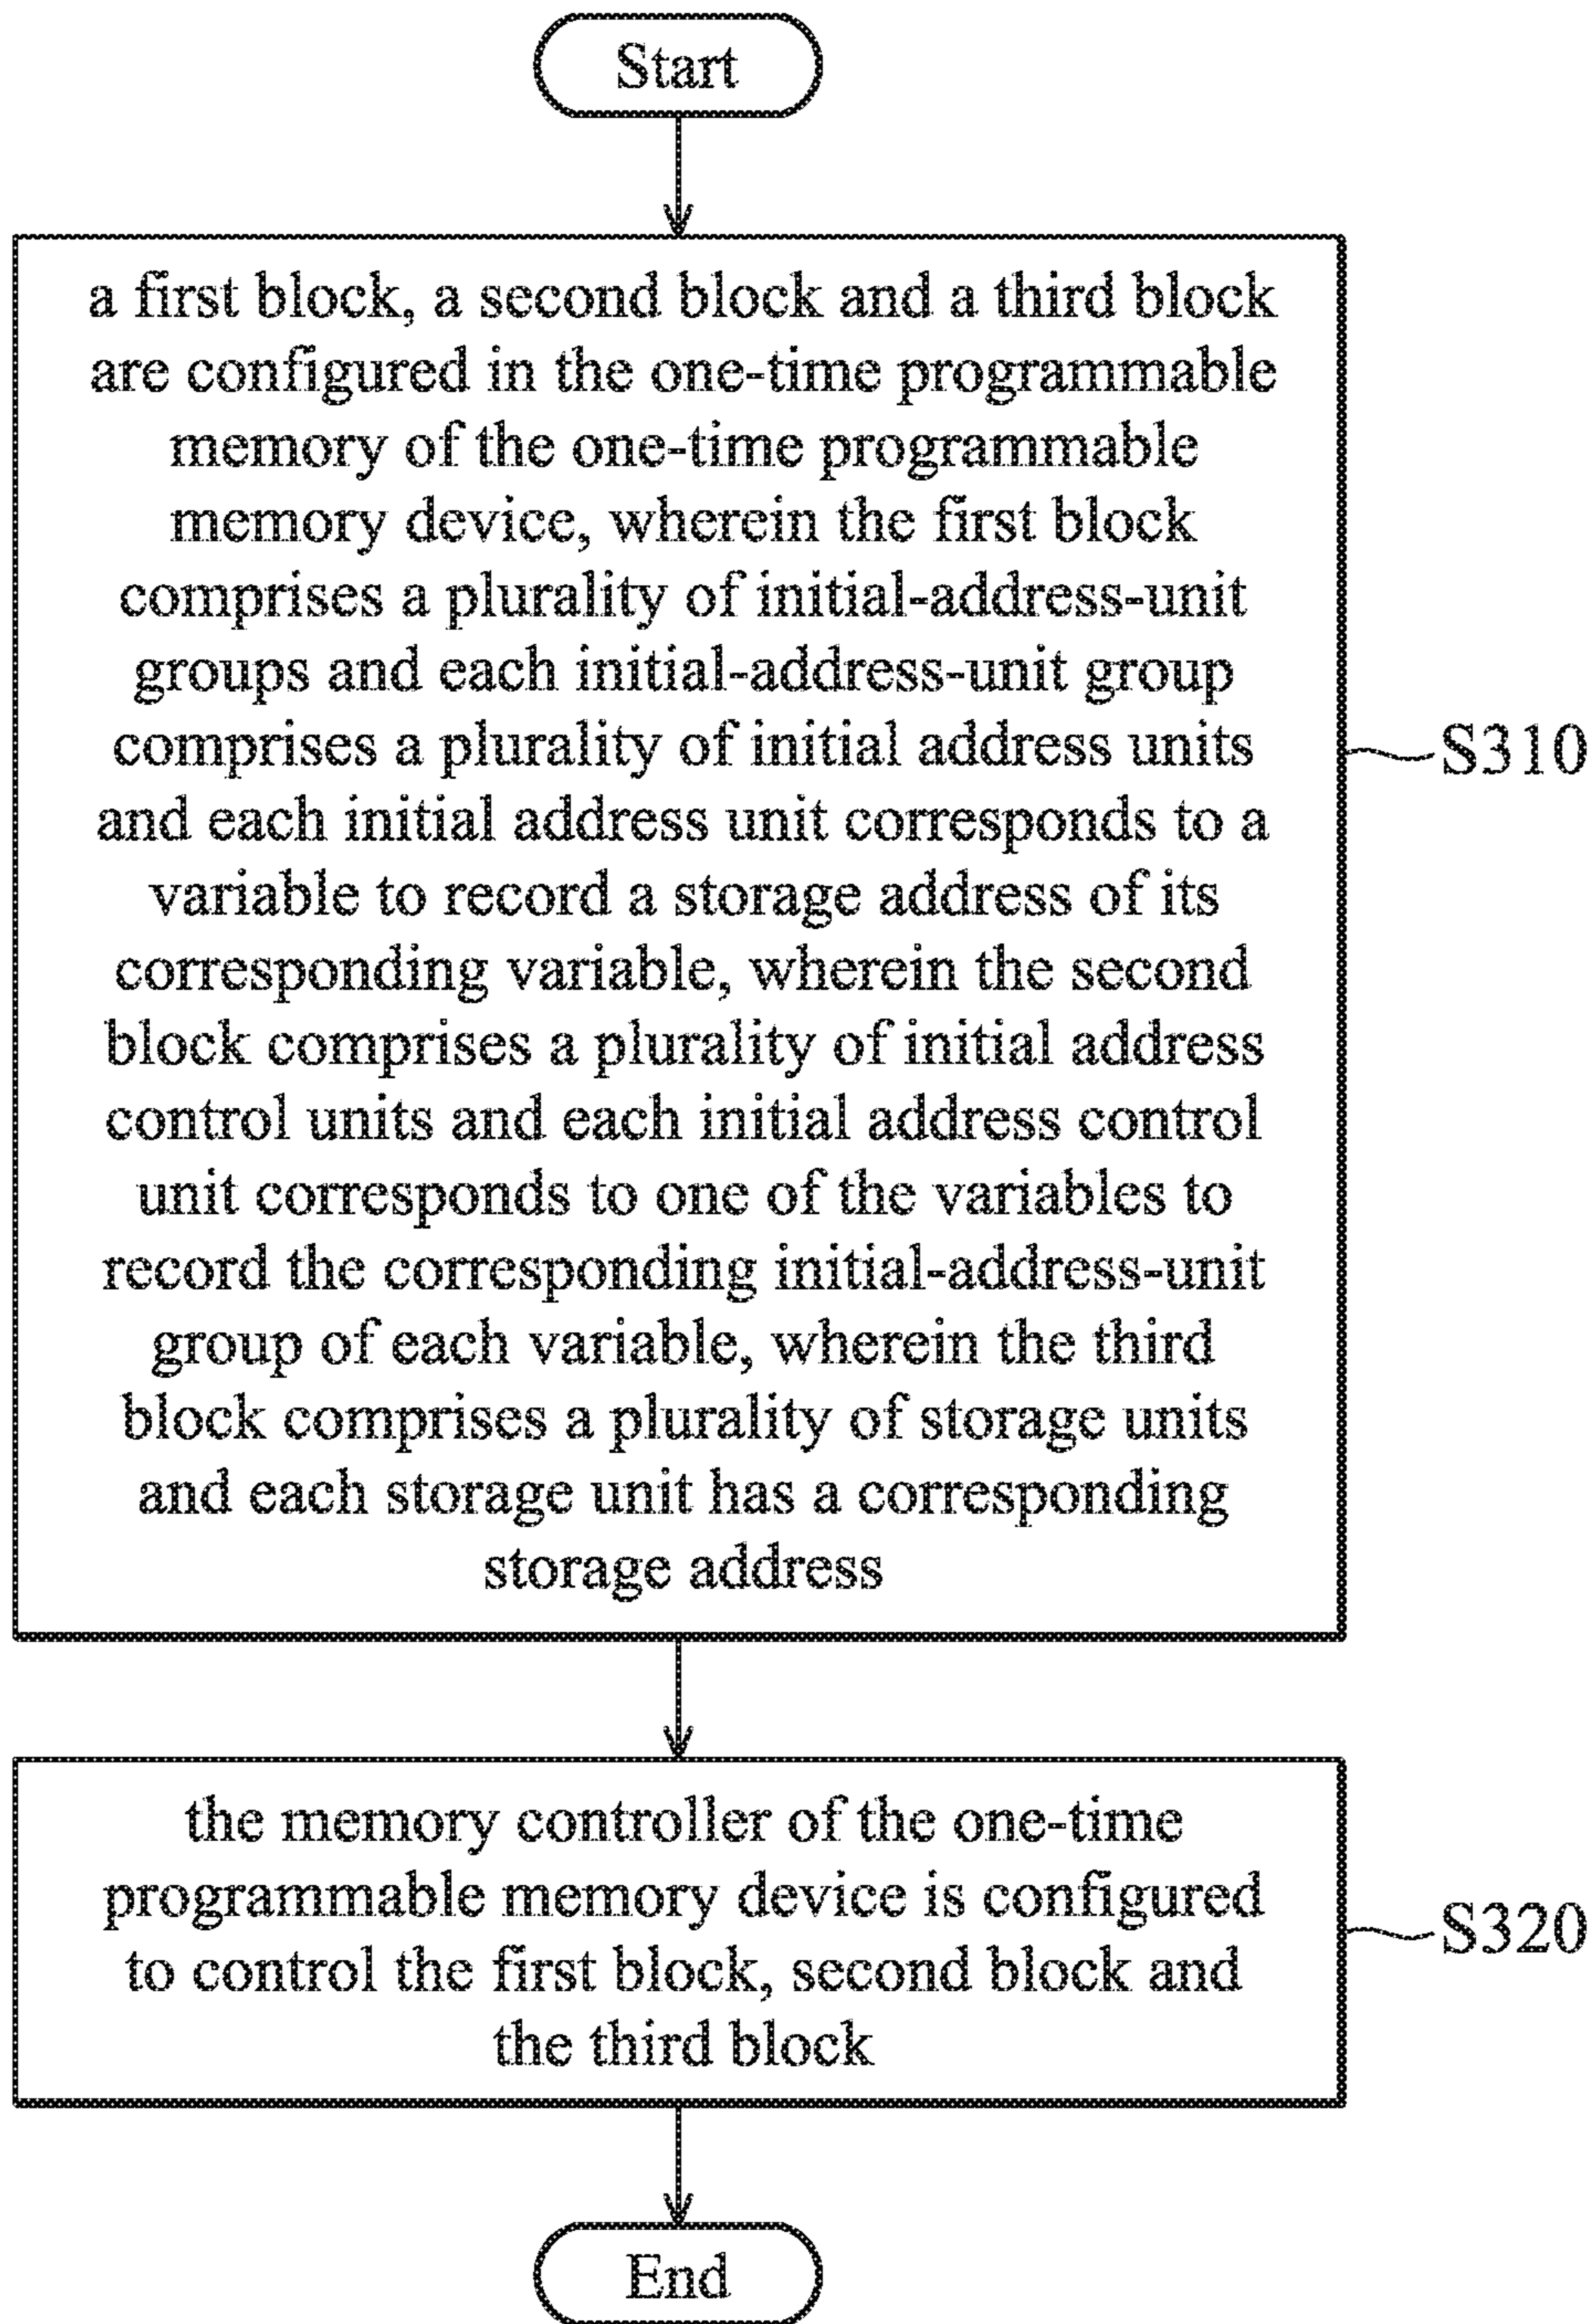 Start
a first block, a second block and a third block
are configured in the one-time programmable
memory of the one-time programmable
memory device, wherein the first block
comprises a plurality of initial-address-unit
groups and each initial-address-unit group
comprises a plurality of initial address units
and each initial address unit corresponds to a
variable to record a storage address of its
corresponding variable, wherein the second
block comprises a plurality of initial address
control units and each initial address control
unit corresponds to one of the variables to
record the corresponding initial-address-unit
group of each variable, wherein the third
block comprises a plurality of storage units
and each storage unit has a corresponding
storage address
S310
the memory controller of the one-time
programmable memory device is configured
to control the first block, second block and
the third block
S320
End